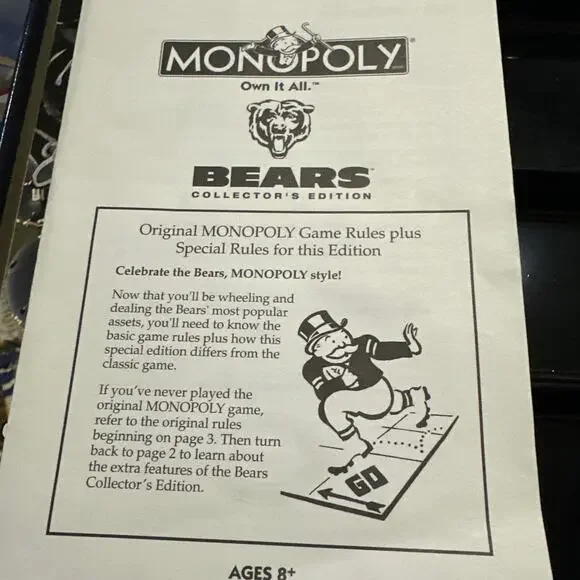 MONOPOLY®
Own It All.™
BEARS™
COLLECTOR'S EDITION
Original MONOPOLY Game Rules plus
Special Rules for this Edition
Celebrate the Bears, MONOPOLY style!
Now that you'll be wheeling and
dealing the Bears' most popular
assets, you'll need to know the
basic game rules plus how this
special edition differs from the
classic game.
If you've never played the
original MONOPOLY game,
refer to the original rules
beginning on page 3. Then turn
back to page 2 to learn about
the extra features of the Bears
Collector's Edition.
GO
AGES 8+